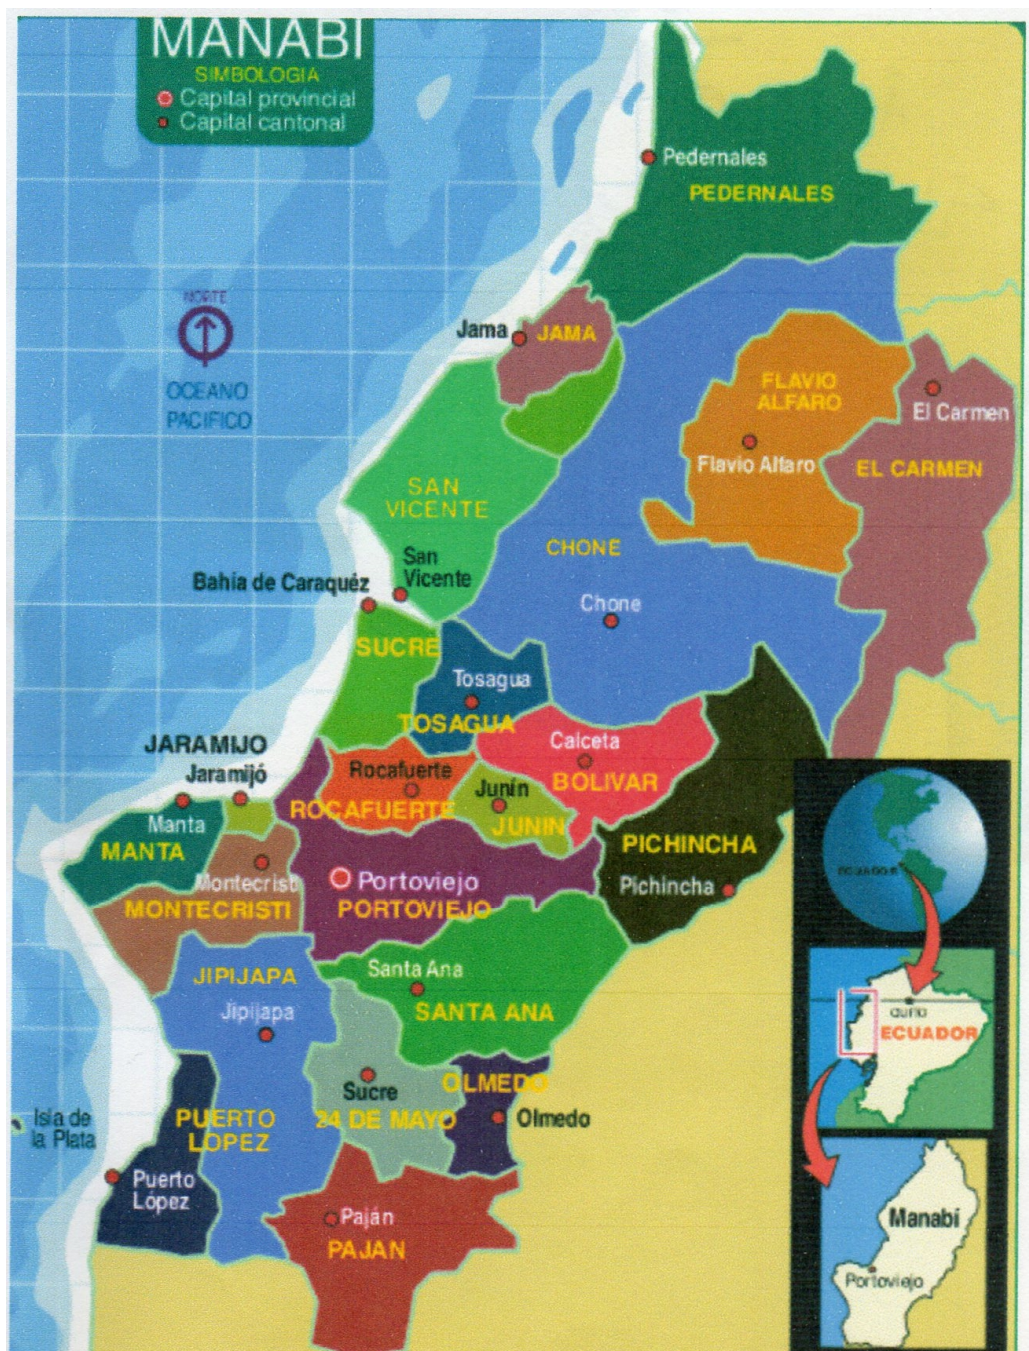 MANABI
SIMBOLOGIA
Capital provincial
Capital cantonal
Pedernales
PEDERNALES
NORTE
OCEANO
PACIFICO
Jama
JAMA
FLAVIO
ALFARO
El Carmen
Flavio Alfaro
EL CARMEN
SAN
VICENTE
CHONE
San
Vicente
Bahía de Caraquéz
Chone
SUCRE
Tosagua
TOSAGUA
JARAMIJO
Jaramijó
Calceta
BOLIVAR
Rocafuerte
ROCAFUERTE
Junín
JUNIN
Manta
MANTA
PICHINCHA
Pichincha
Montecristi
MONTECRISTI
Portoviejo
PORTOVIEJO
ECUADOR
Santa Ana
SANTA ANA
JIPIJAPA
Jipijapa
QUITO
ECUADOR
OLMEDO
Olmedo
Sucre
24 DE MAYO
Isla de
la Plata
PUERTO
LÓPEZ
Puerto
López
Paján
PAJAN
Manabí
Portoviejo